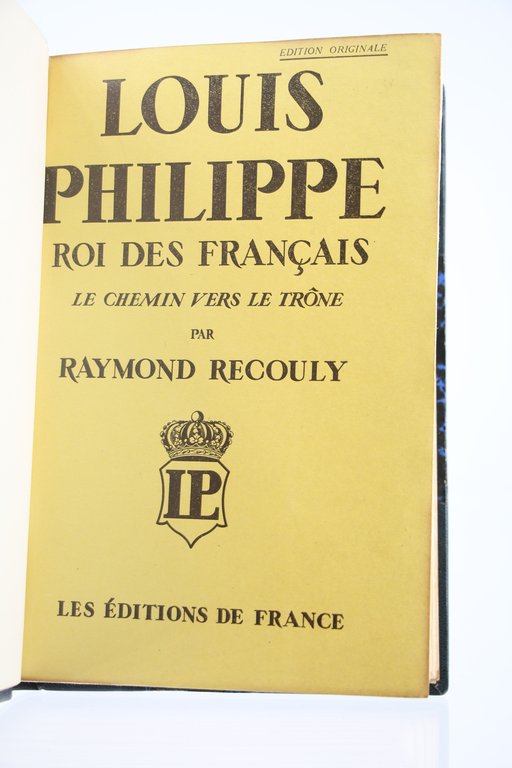 EDITION ORIGINALE
LOUIS
PHILIPPE
ROI DES FRANÇAIS
LE CHEMIN VERS LE TRÔNE
PAR
RAYMOND RECOULY
LP
LES ÉDITIONS DE FRANCE